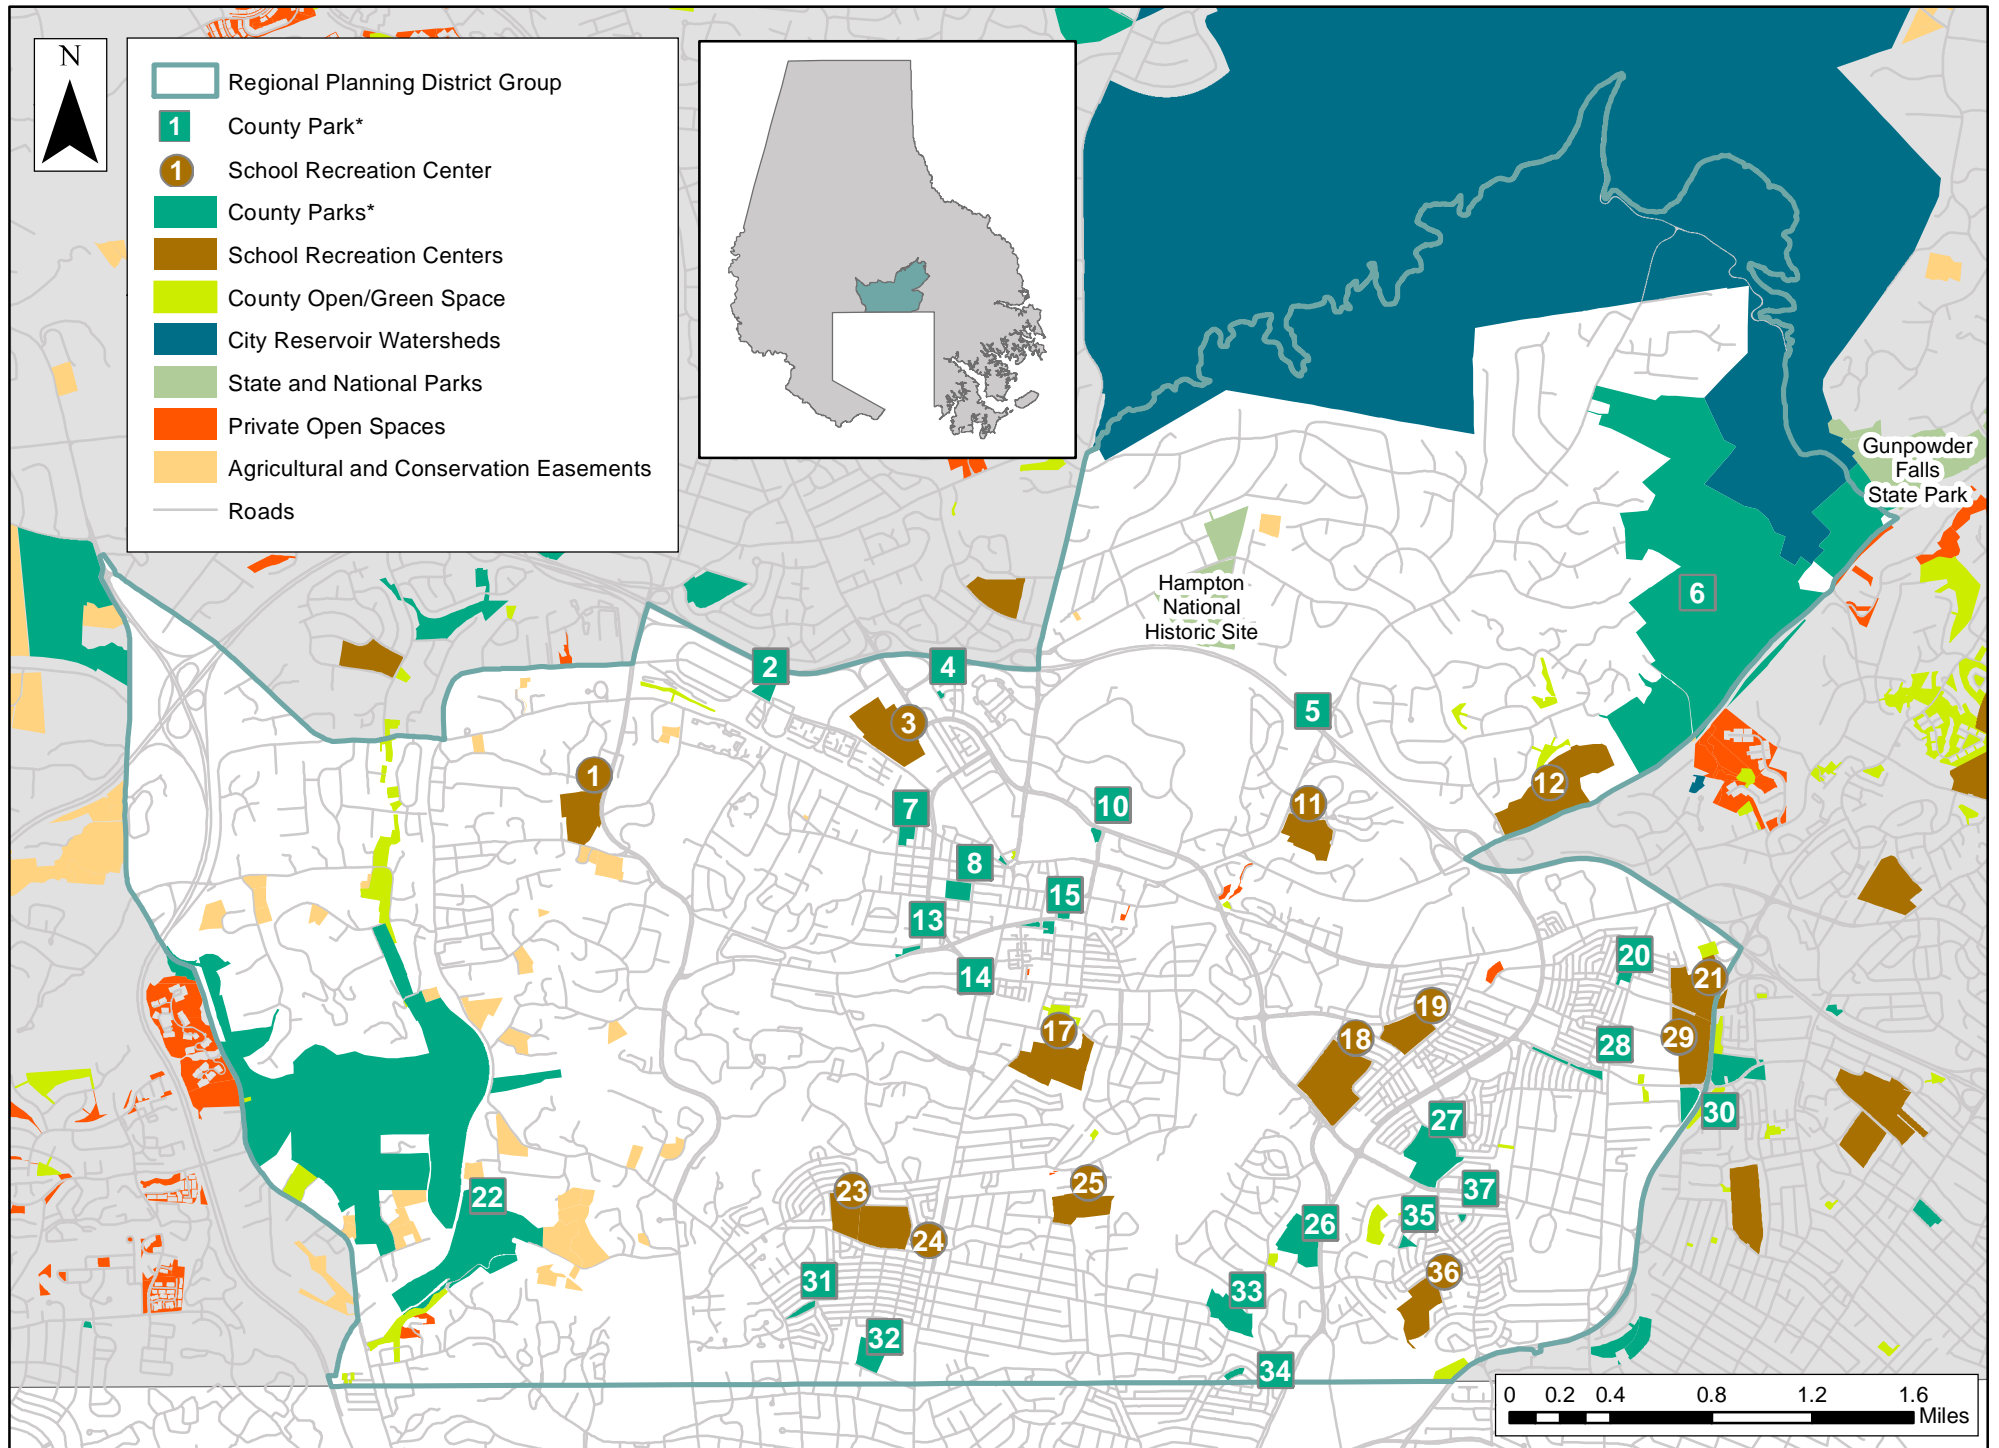 N
Regional Planning District Group
1 County Park*
1 School Recreation Center
County Parks*
School Recreation Centers
County Open/Green Space
City Reservoir Watersheds
State and National Parks
Private Open Spaces
Agricultural and Conservation Easements
Roads
Gunpowder
Falls
State Park
Hampton
National
Historic Site
6
2
4
3
5
1
12
11
7
10
8
15
13
14
20
21
19
17
18
29
28
30
27
25
37
23
22
35
26
24
36
31
33
32
34
0 0.2 0.4 0.8 1.2 1.6
Miles